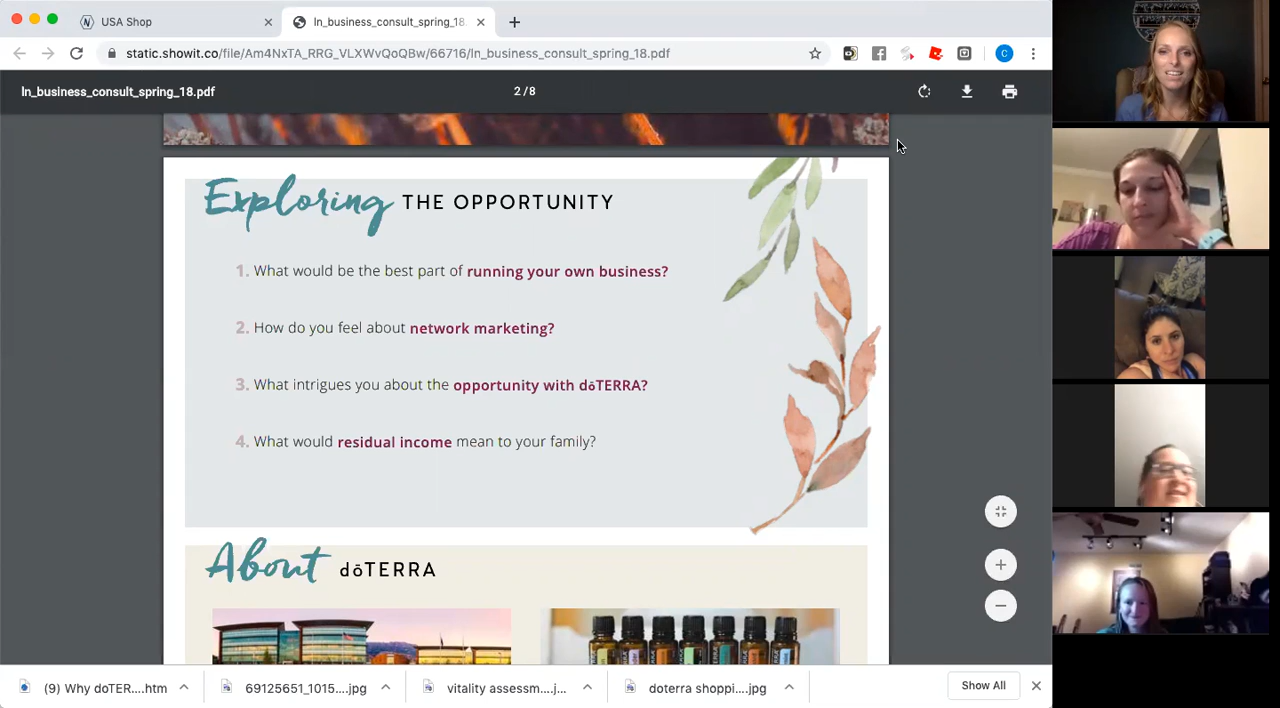 USA Shop
In_business_consult_spring_18.
static.showit.co/file/Am4NxTA_RRG_VLXWvQoQBw/66716/In_business_consult_spring_18.pdf
C
In_business_consult_spring_18.pdf
2 / 8
Exploring THE OPPORTUNITY
1. What would be the best part of running your own business?
2. How do you feel about network marketing?
3. What intrigues you about the opportunity with dōTERRA?
4. What would residual income mean to your family?
About dōTERRA
(9) Why doTER....htm
69125651_1015....jpg
vitality assessm....j...
doterra shoppi....jpg
Show All